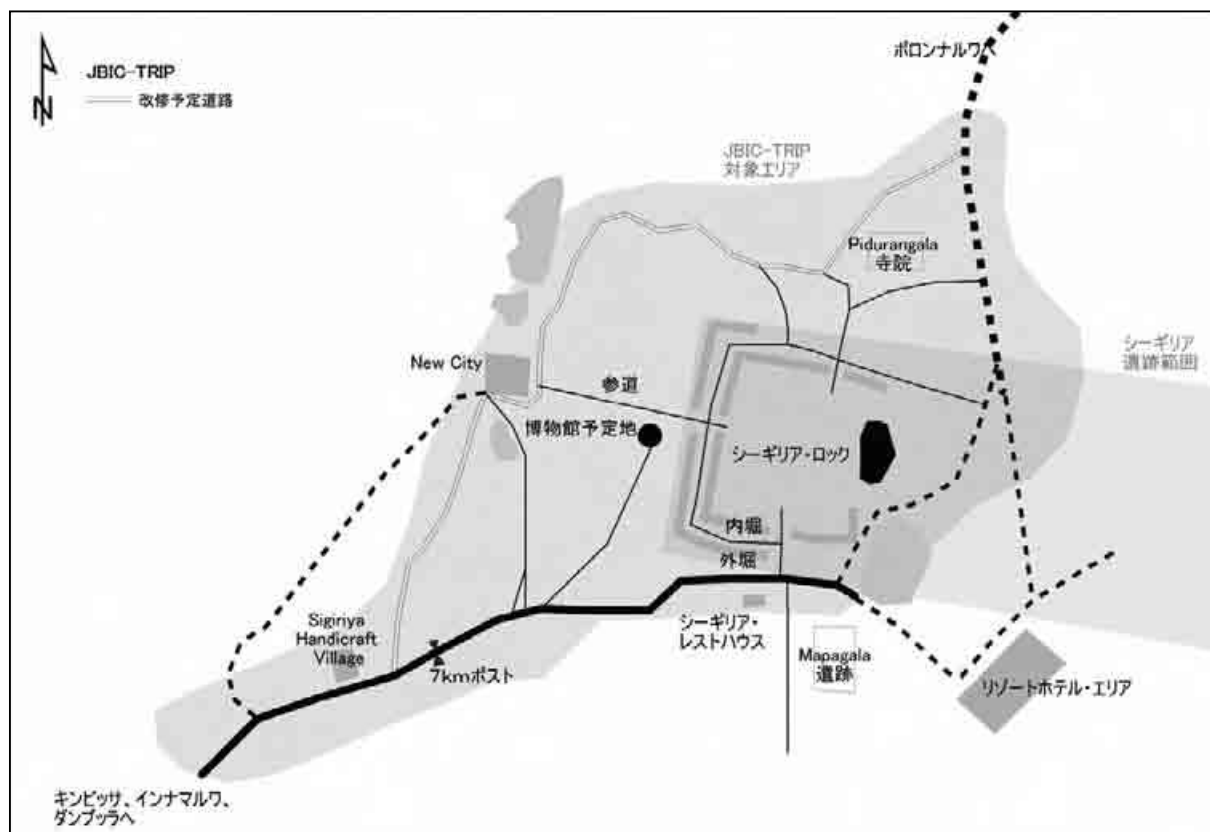 N
JBIC-TRIP
改修予定道路
ポロンナルワへ
JBIC-TRIP
対象エリア
Pidurangala
寺院
シーギリア
遺跡範囲
New City
参道
博物館予定地
シーギリア・ロック
内堀
外堀
Sigiriya
Handicraft
Village
7kmポスト
シーギリア・
レストハウス
Mapagala
遺跡
リゾートホテル・エリア
キンビッサ、インナマルワ、
ダンブッラへ